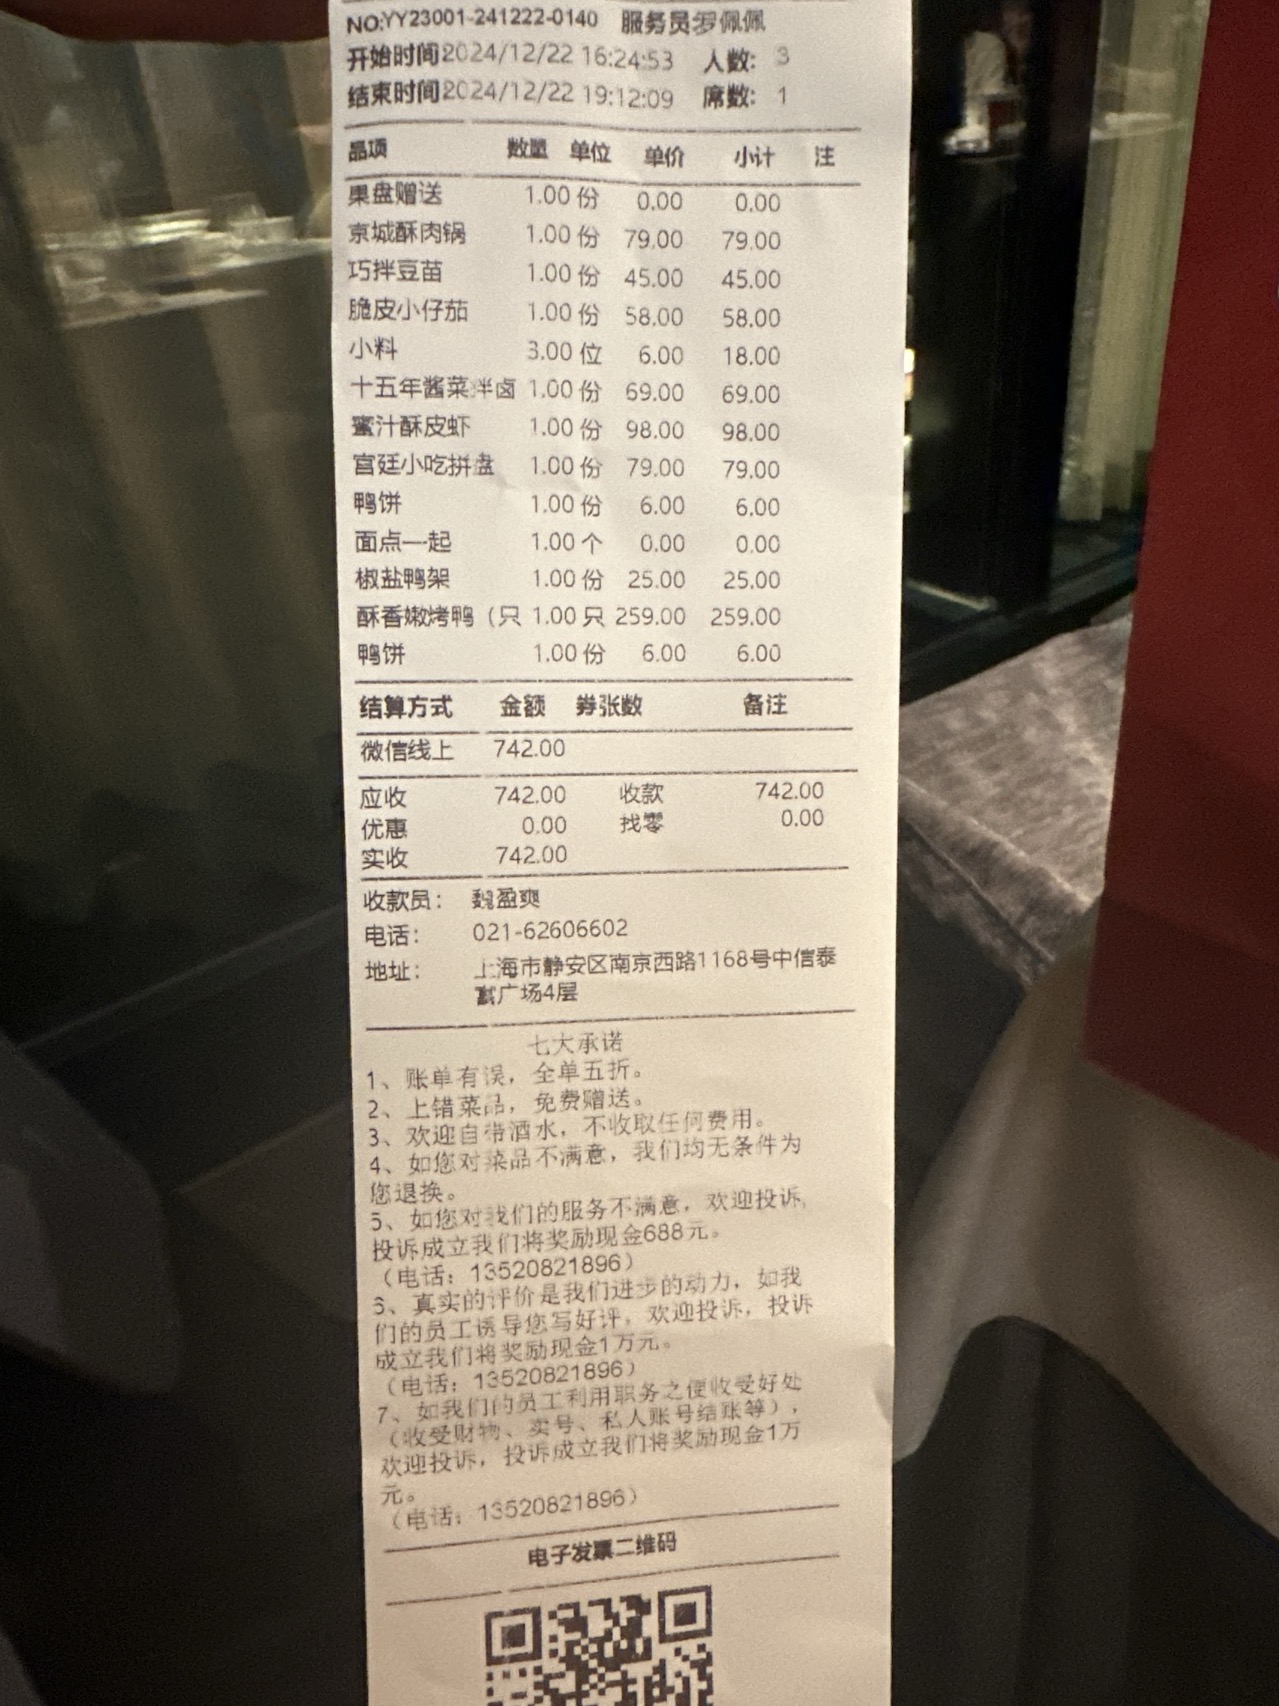 NO:YY23001-241222-0140 服务员:罗佩佩
开始时间2024/12/22 16:24:53 人数: 3
结束时间2024/12/22 19:12:09 席数: 1
品项 数量 单位 单价 小计 注
果盘赠送 1.00 份 0.00 0.00
京城酥肉锅 1.00 份 79.00 79.00
巧拌豆苗 1.00 份 45.00 45.00
脆皮小仔茄 1.00 份 58.00 58.00
小料 3.00 位 6.00 18.00
十五年酱菜拌卤 1.00 份 69.00 69.00
蜜汁酥皮虾 1.00 份 98.00 98.00
宫廷小吃拼盘 1.00 份 79.00 79.00
鸭饼 1.00 份 6.00 6.00
面点一起 1.00 个 0.00 0.00
椒盐鸭架 1.00 份 25.00 25.00
酥香嫩烤鸭（只 1.00 只 259.00 259.00
鸭饼 1.00 份 6.00 6.00
结算方式 金额 券张数 备注
微信线上 742.00
应收 742.00 收款 742.00
优惠 0.00 找零 0.00
实收 742.00
收款员: 魏盈爽
电话: 021-62606602
地址: 上海市静安区南京西路1168号中信泰
富广场4层
七大承诺
1、账单有误，全单五折。
2、上错菜品，免费赠送。
3、欢迎自带酒水，不收取任何费用。
4、如您对菜品不满意，我们均无条件为
您退换。
5、如您对我们的服务不满意，欢迎投诉,
投诉成立我们将奖励现金688元。
（电话：13520821896）
6、真实的评价是我们进步的动力，如我
们的员工诱导您写好评，欢迎投诉，投诉
成立我们将奖励现金1万元。
（电话：13520821896）
7、如我们的员工利用职务之便收受好处
（收受财物、卖号、私人账号结账等），
欢迎投诉，投诉成立我们将奖励现金1万
元。
（电话：13520821896）
电子发票二维码